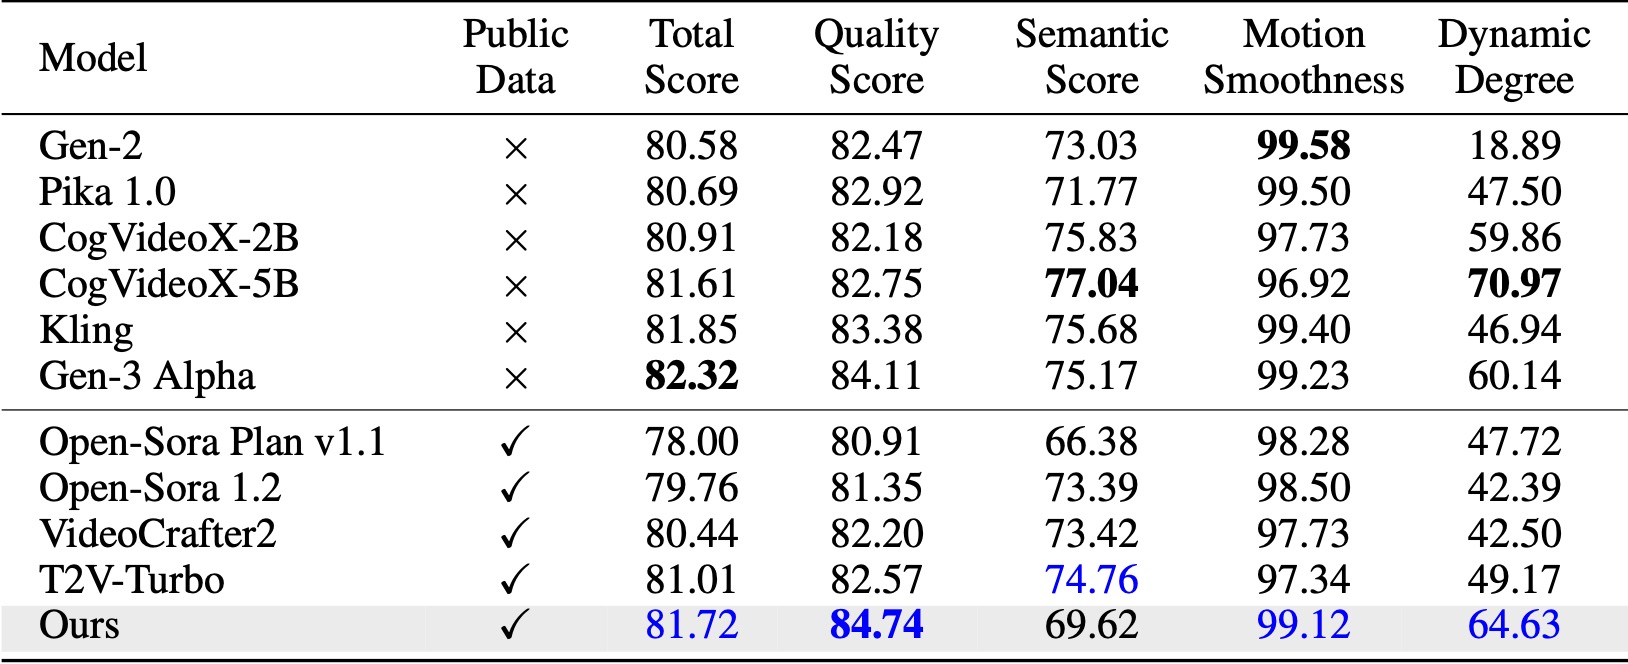 Model Public Data Total Score Quality Score Semantic Score Motion Smoothness Dynamic Degree
Gen-2 × 80.58 82.47 73.03 99.58 18.89
Pika 1.0 × 80.69 82.92 71.77 99.50 47.50
CogVideoX-2B × 80.91 82.18 75.83 97.73 59.86
CogVideoX-5B × 81.61 82.75 77.04 96.92 70.97
Kling × 81.85 83.38 75.68 99.40 46.94
Gen-3 Alpha × 82.32 84.11 75.17 99.23 60.14
Open-Sora Plan v1.1 ✓ 78.00 80.91 66.38 98.28 47.72
Open-Sora 1.2 ✓ 79.76 81.35 73.39 98.50 42.39
VideoCrafter2 ✓ 80.44 82.20 73.42 97.73 42.50
T2V-Turbo ✓ 81.01 82.57 74.76 97.34 49.17
Ours ✓ 81.72 84.74 69.62 99.12 64.63